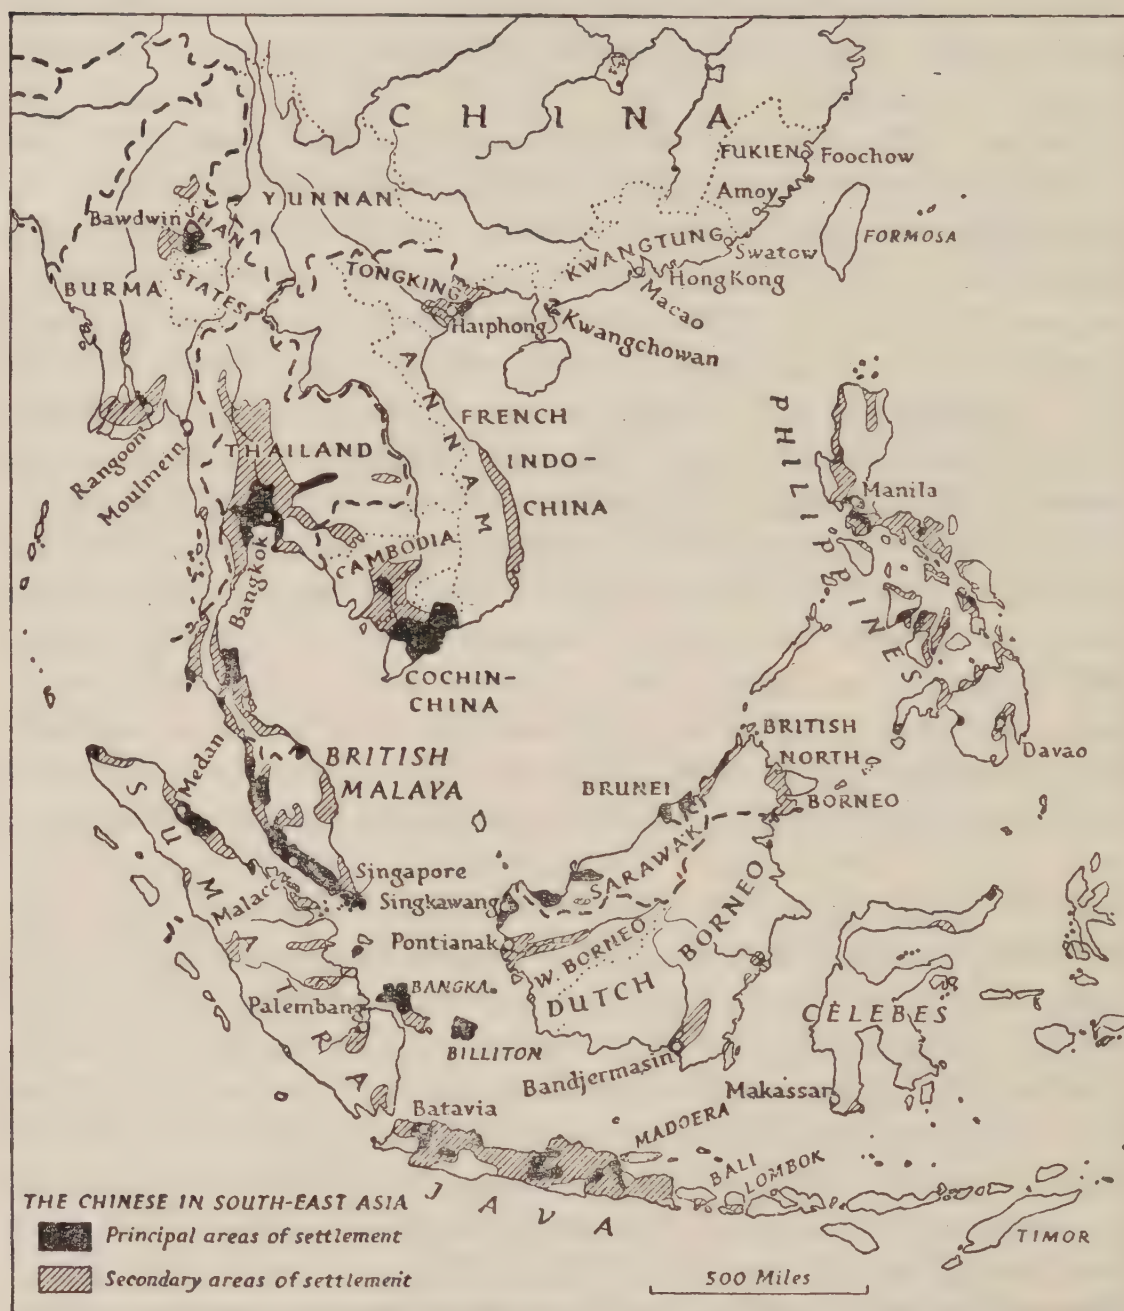 CHINA
FUKIEN
Foochow
Amoy
YUNNAN
Bawdwin
SHAN
STATES
FORMOSA
KWANGTUNG
Swatow
Hong Kong
Macao
TONGKING
BURMA
Haiphong
Kwangchowan
ANNAM
FRENCH
INDO-
CHINA
PHILIPPINES
Rangoon
Moulmein
THAILAND
Manila
CAMBODIA
Bangkok
COCHIN-
CHINA
BRITISH
NORTH
BORNEO
Davao
Medan
BRITISH
MALAYA
BRUNEI
SUMATRA
SARAWAK
Singapore
Malacca
Singkawang
BORNEO
Pontianak
W. BORNEO
DUTCH
BANGKA
Palembang
CELEBES
BILLITON
Bandjermasin
Makassar
Batavia
MADOERA
BALI
LOMBOK
JAVA
TIMOR
THE CHINESE IN SOUTH-EAST ASIA
Principal areas of settlement
Secondary areas of settlement
500 Miles